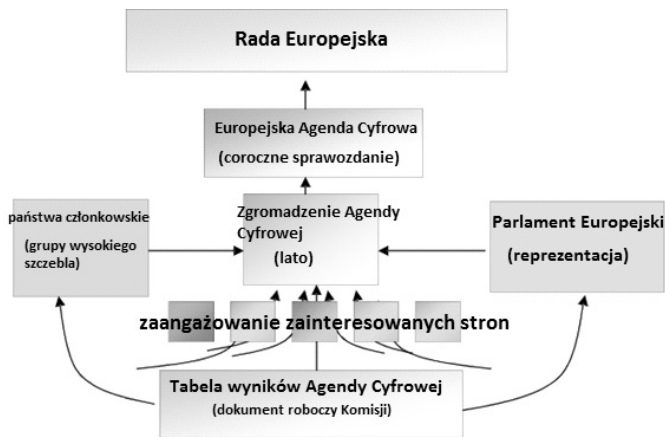 Rada Europejska
Europejska Agenda Cyfrowa
(coroczne sprawozdanie)
państwa członkowskie
(grupy wysokiego
szczebla)
Zgromadzenie Agendy
Cyfrowej
(lato)
Parlament Europejski
(reprezentacja)
zaangażowanie zainteresowanych stron
Tabela wyników Agendy Cyfrowej
(dokument roboczy Komisji)